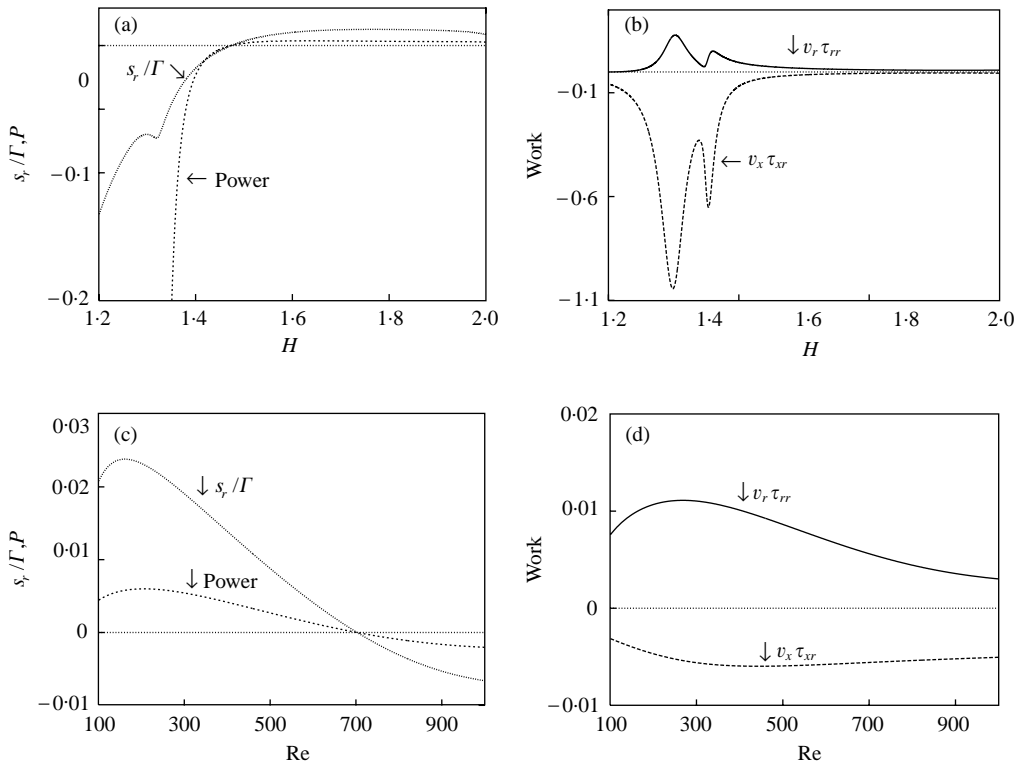 (a)
0
s_r/Γ
s_r/Γ,P
−0·1
Power
−0·2
1·2 1·4 1·6 1·8 2·0
H
(b)
v_r τ_rr
−0·1
Work
v_x τ_xr
−0·6
−1·1
1·2 1·4 1·6 1·8 2·0
H
(c)
0·03
0·02
s_r/Γ
s_r/Γ,P
0·01
Power
0
−0·01
100 300 500 700 900
Re
(d)
0·02
v_r τ_rr
0·01
Work
0
v_x τ_xr
−0·01
100 300 500 700 900
Re